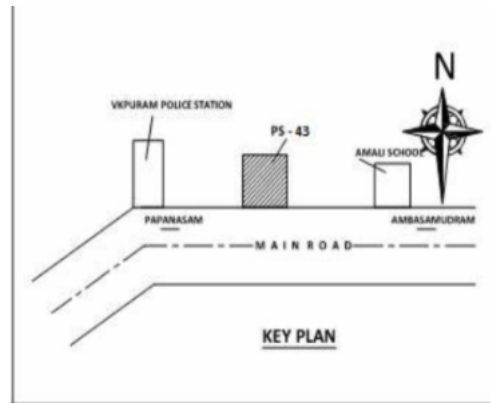 N
VKPURAM POLICE STATION
PS - 43
AMALI SCHOOL
PAPANASAM
AMBASAMUDRAM
MAIN ROAD
KEY PLAN